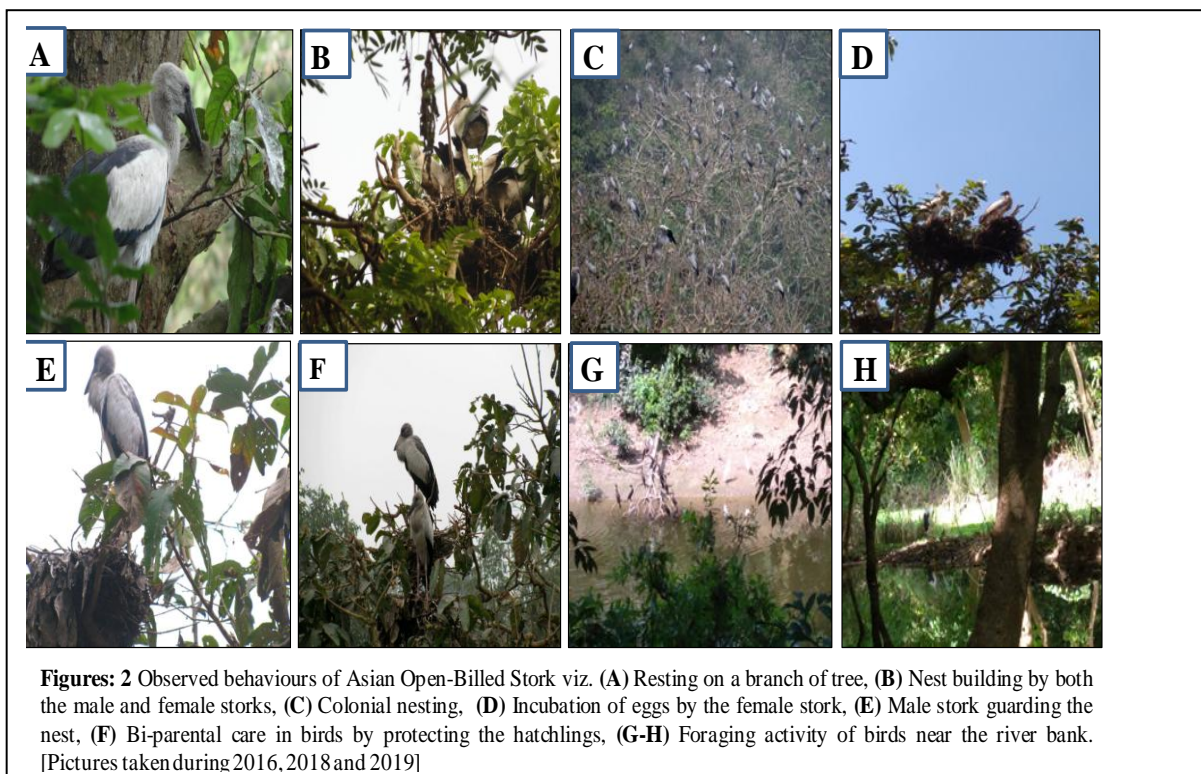 A
B
C
D
E
F
G
H
Figures: 2 Observed behaviours of Asian Open-Billed Stork viz. (A) Resting on a branch of tree, (B) Nest building by both
the male and female storks, (C) Colonial nesting, (D) Incubation of eggs by the female stork, (E) Male stork guarding the
nest, (F) Bi-parental care in birds by protecting the hatchlings, (G-H) Foraging activity of birds near the river bank.
[Pictures taken during 2016, 2018 and 2019]